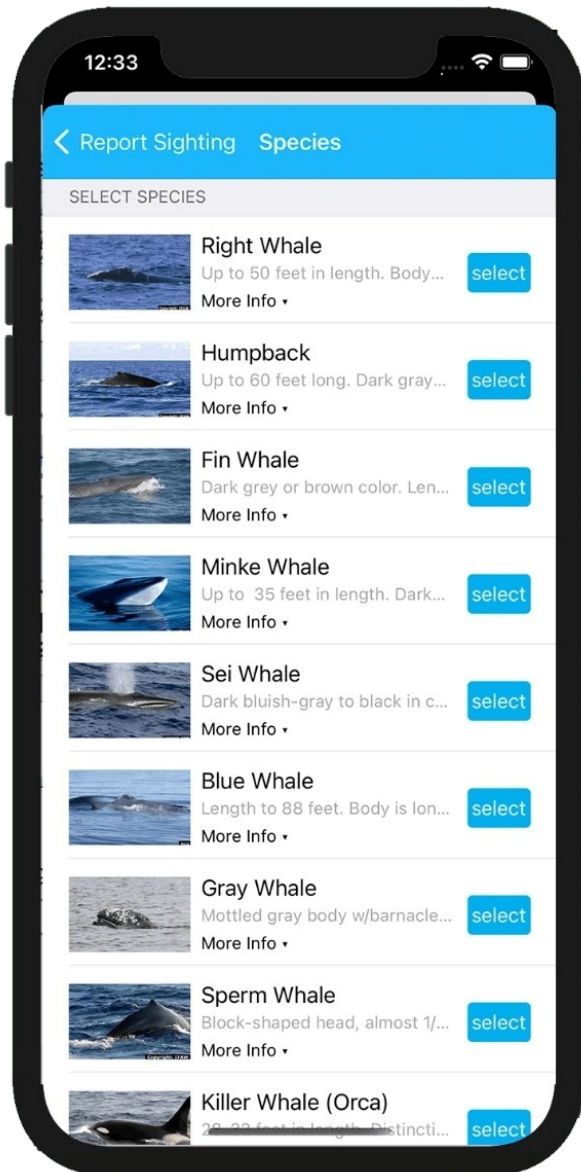 12:33
Report Sighting Species
SELECT SPECIES
Right Whale
Up to 50 feet in length. Body...
More Info
select
Humpback
Up to 60 feet long. Dark gray...
More Info
select
Fin Whale
Dark grey or brown color. Len...
More Info
select
Minke Whale
Up to 35 feet in length. Dark...
More Info
select
Sei Whale
Dark bluish-gray to black in c...
More Info
select
Blue Whale
Length to 88 feet. Body is lon...
More Info
select
Gray Whale
Mottled gray body w/barnacle...
More Info
select
Sperm Whale
Block-shaped head, almost 1/...
More Info
select
Killer Whale (Orca)
28-32 feet in length. Distincti...
select